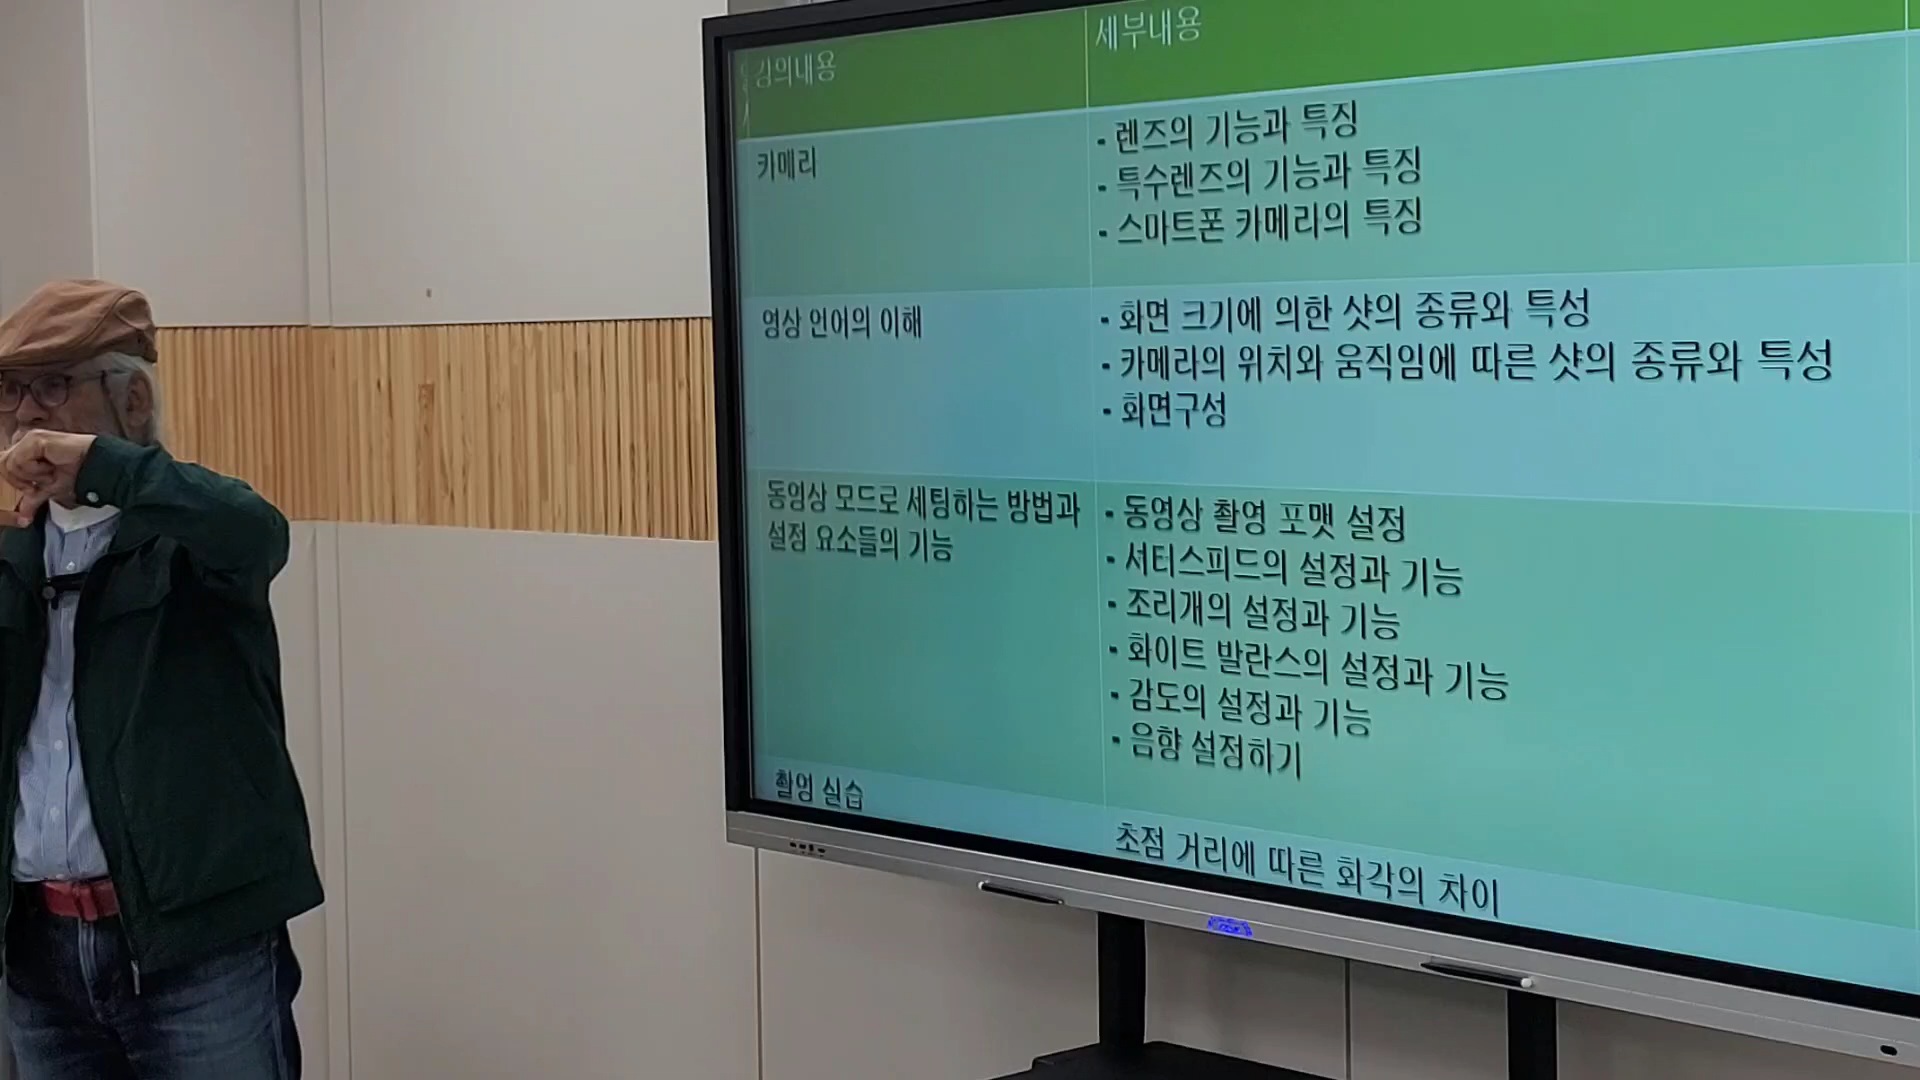 강의내용
세부내용
카메라
- 렌즈의 기능과 특징
- 특수렌즈의 기능과 특징
- 스마트폰 카메라의 특징
영상 언어의 이해
- 화면 크기에 의한 샷의 종류와 특성
- 카메라의 위치와 움직임에 따른 샷의 종류와 특성
- 화면구성
동영상 모드로 세팅하는 방법과
설정 요소들의 기능
- 동영상 촬영 포맷 설정
- 셔터스피드의 설정과 기능
- 조리개의 설정과 기능
- 화이트 발란스의 설정과 기능
- 감도의 설정과 기능
- 음향 설정하기
촬영 실습
초점 거리에 따른 화각의 차이